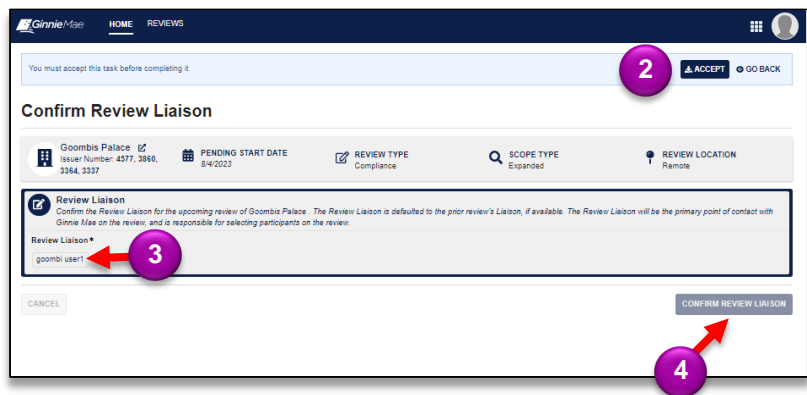 GinnieMae HOME REVIEWS
You must accept this task before completing it 2 ACCEPT GO BACK
Confirm Review Liaison
Goombis Palace
Issuer Number: 4577, 3860,
3364, 3337
PENDING START DATE
8/4/2023
REVIEW TYPE
Compliance
SCOPE TYPE
Expanded
REVIEW LOCATION
Remote
Review Liaison
Confirm the Review Liaison for the upcoming review of Goombis Palace . The Review Liaison is defaulted to the prior review's Liaison, if available. The Review Liaison will be the primary point of contact with
Ginnie Mae on the review, and is responsible for selecting participants on the review.
Review Liaison*
goombi user1 3
CANCEL CONFIRM REVIEW LIAISON
4